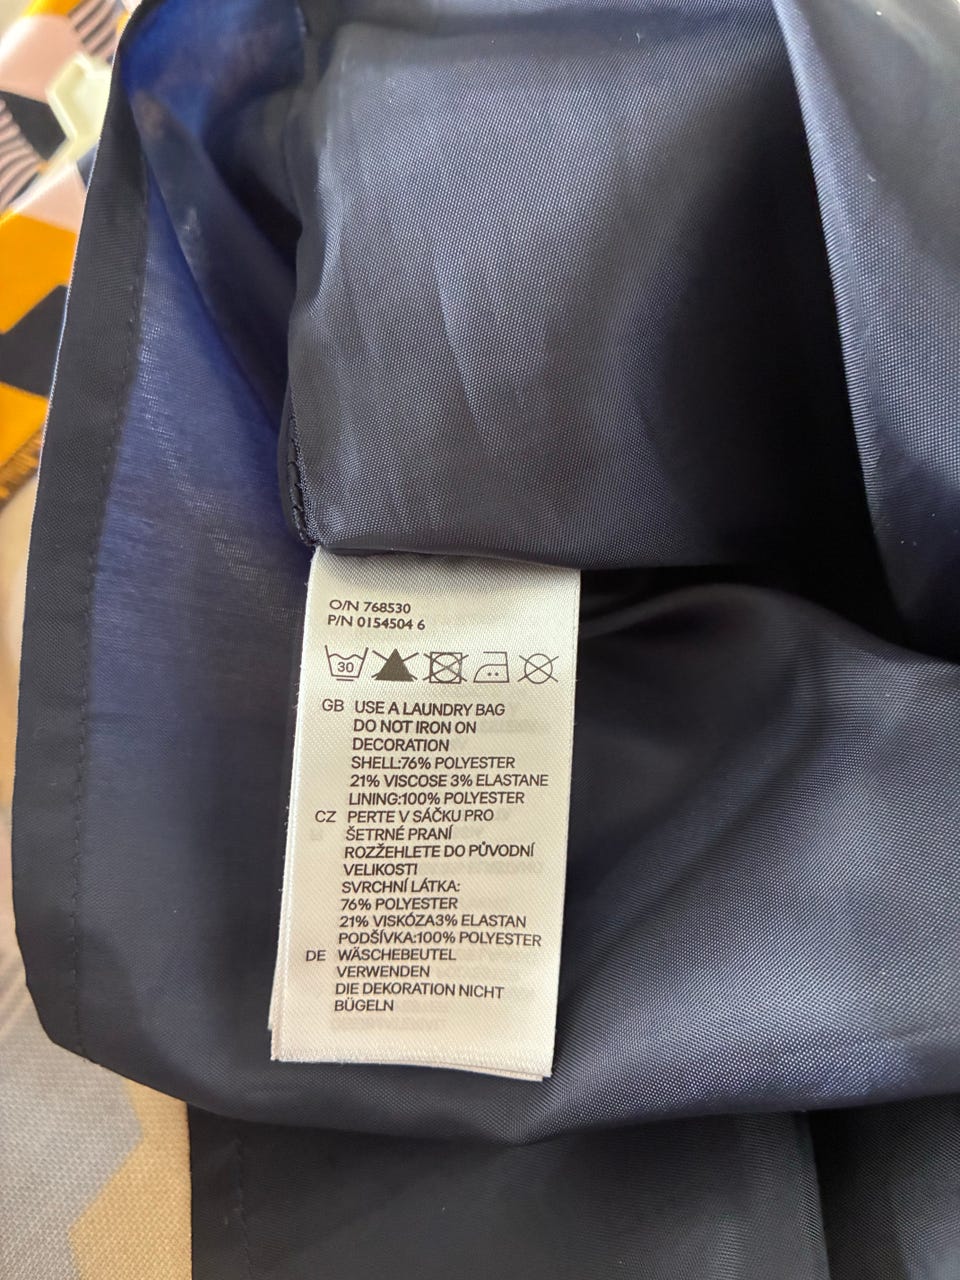 O/N 768530
P/N 0154504 6
30
GB USE A LAUNDRY BAG
DO NOT IRON ON
DECORATION
SHELL:76% POLYESTER
21% VISCOSE 3% ELASTANE
LINING:100% POLYESTER
CZ PERTE V SÁČKU PRO
ŠETRNÉ PRANÍ
ROZŽEHLETE DO PŮVODNÍ
VELIKOSTI
SVRCHNÍ LÁTKA:
76% POLYESTER
21% VISKÓZA3% ELASTAN
PODŠÍVKA:100% POLYESTER
DE WÄSCHEBEUTEL
VERWENDEN
DIE DEKORATION NICHT
BÜGELN